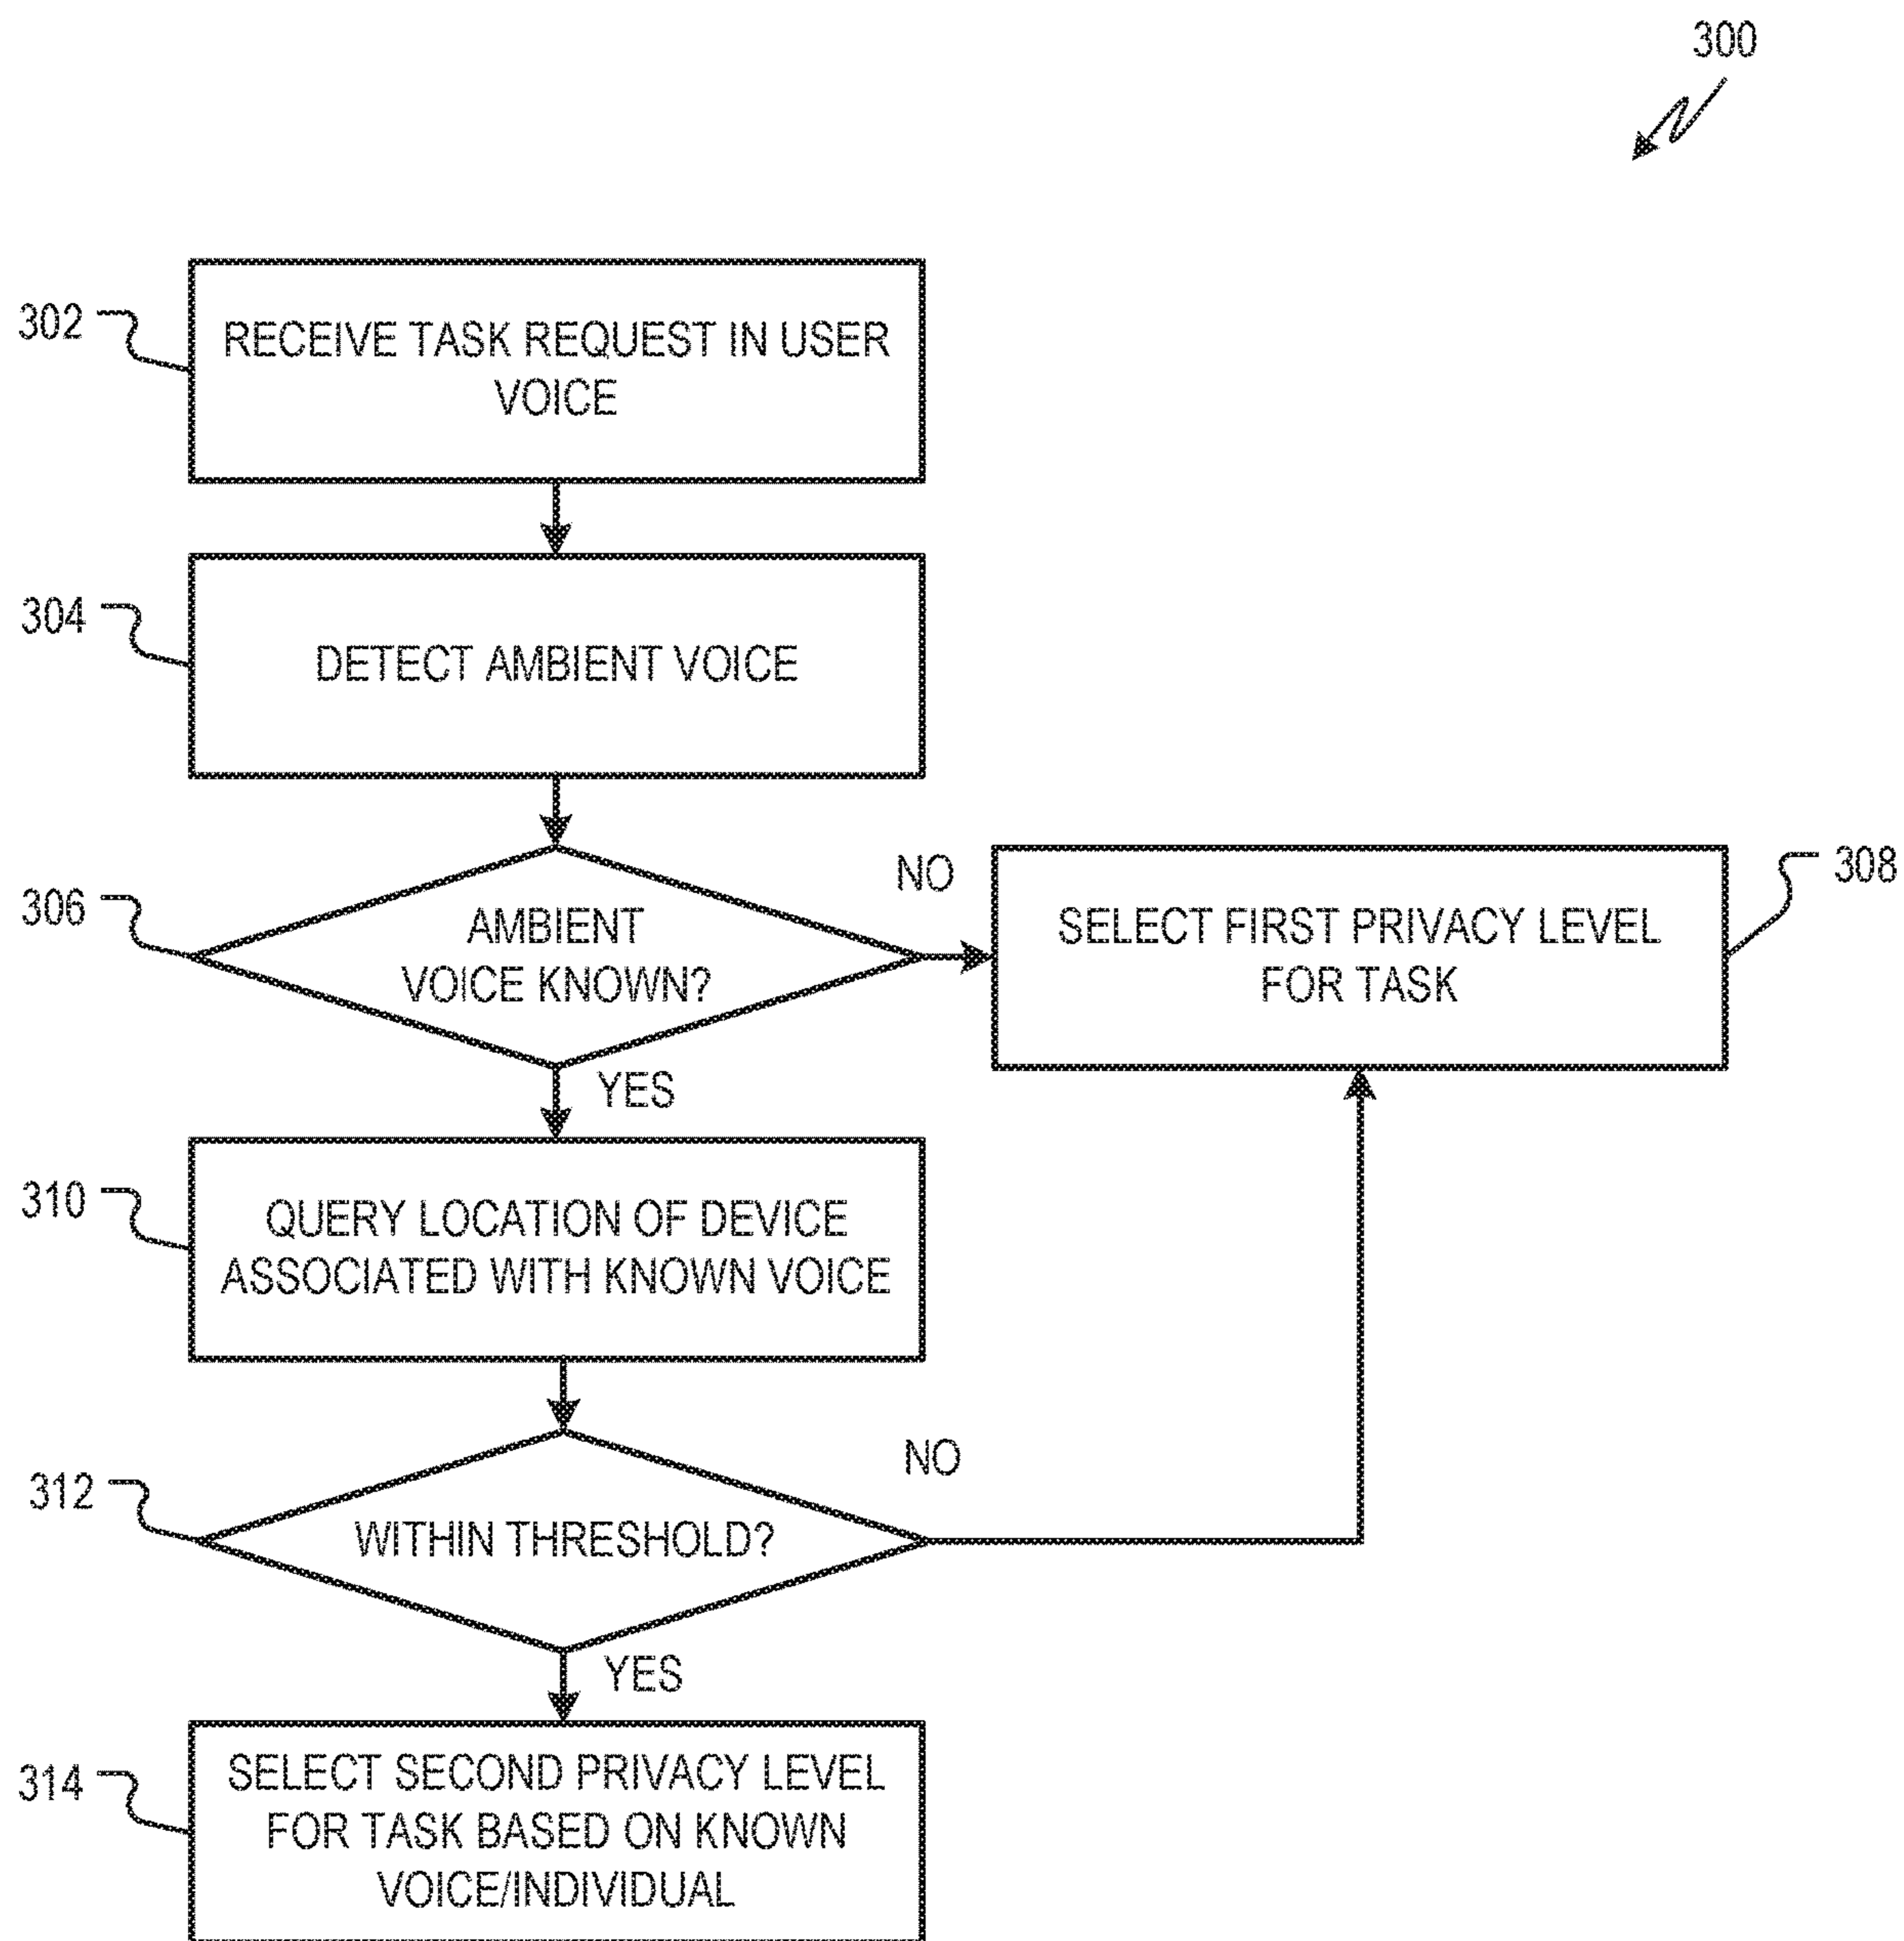 300
302
RECEIVE TASK REQUEST IN USER
VOICE
304
DETECT AMBIENT VOICE
306
AMBIENT
VOICE KNOWN?
NO
308
SELECT FIRST PRIVACY LEVEL
FOR TASK
YES
310
QUERY LOCATION OF DEVICE
ASSOCIATED WITH KNOWN VOICE
312
WITHIN THRESHOLD?
NO
YES
314
SELECT SECOND PRIVACY LEVEL
FOR TASK BASED ON KNOWN
VOICE/INDIVIDUAL